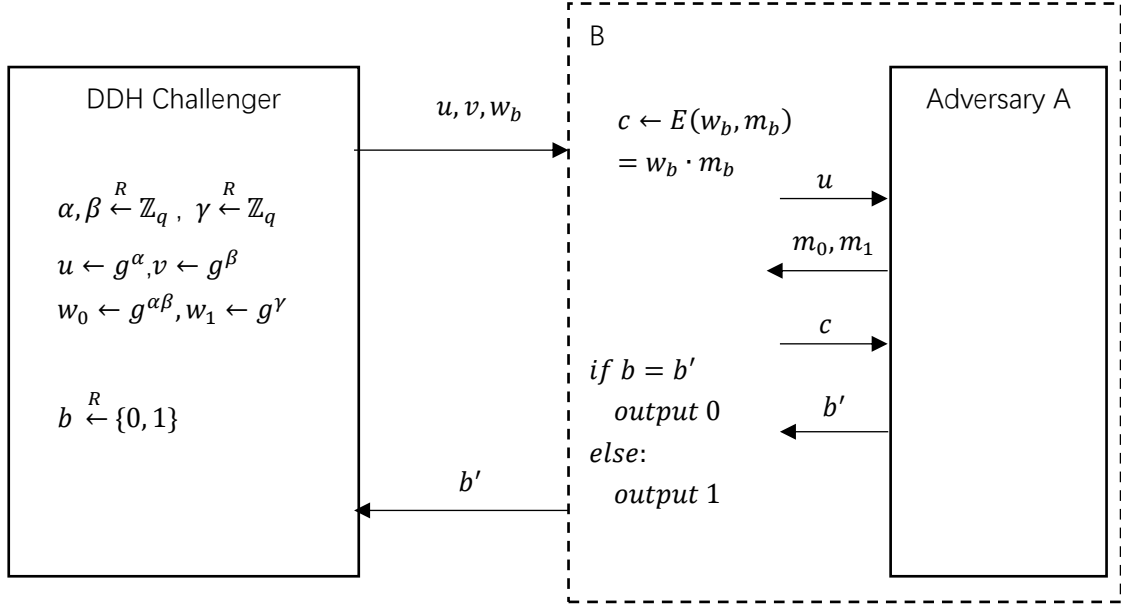 B
DDH Challenger
Adversary A
u, v, w_b
c ← E(w_b, m_b)
= w_b · m_b
u
α, β ←R ℤ_q , γ ←R ℤ_q
m_0, m_1
u ← g^α, v ← g^β
w_0 ← g^{αβ}, w_1 ← g^γ
c
if b = b′
output 0
b ←R {0, 1}
b′
else:
output 1
b′